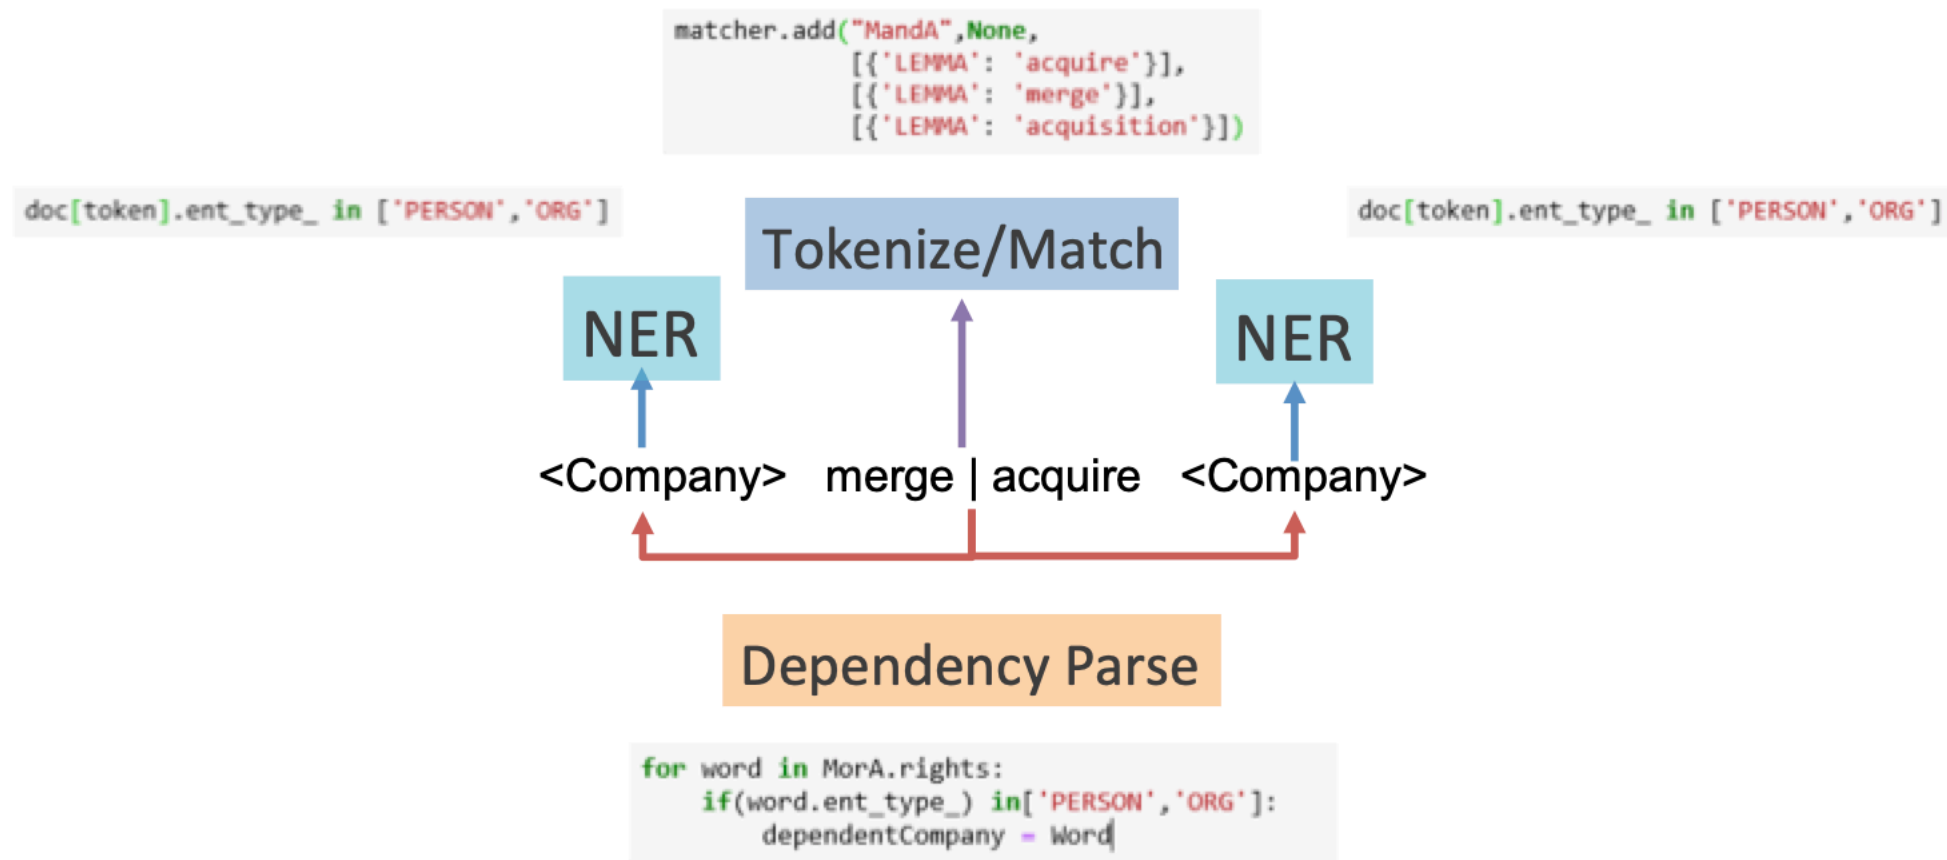 matcher.add("MandA",None,
[{'LEMMA': 'acquire'}],
[{'LEMMA': 'merge'}],
[{'LEMMA': 'acquisition'}])
doc[token].ent_type_ in ['PERSON','ORG']
doc[token].ent_type_ in ['PERSON','ORG']
Tokenize/Match
NER
NER
<Company> merge | acquire <Company>
Dependency Parse
for word in MorA.rights:
if(word.ent_type_) in['PERSON','ORG']:
dependentCompany = Word